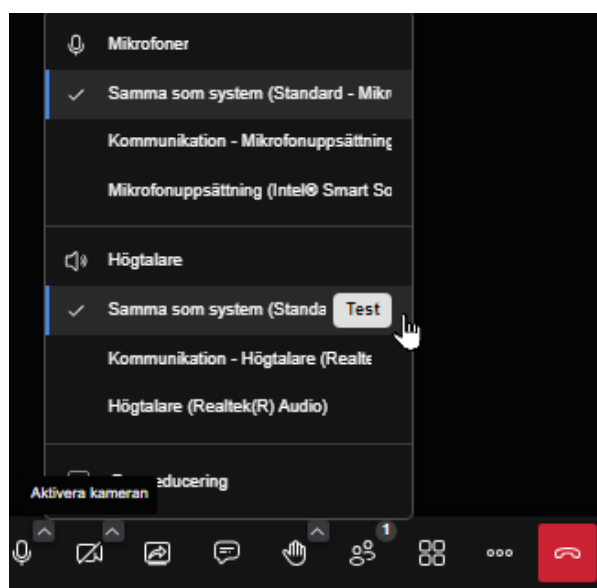 Mikrofoner
Samma som system (Standard - Mikr
Kommunikation - Mikrofonuppsättning
Mikrofonuppsättning (Intel® Smart So
Högtalare
Samma som system (Standa Test
Kommunikation - Högtalare (Realte
Högtalare (Realtek(R) Audio)
educering
Aktivera kameran
1